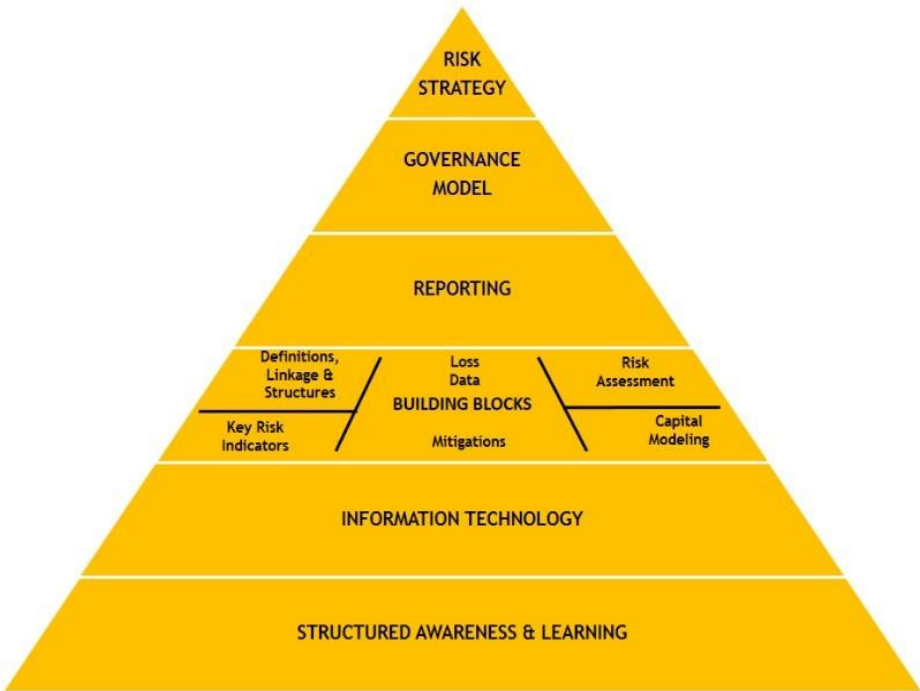 RISK
STRATEGY
GOVERNANCE
MODEL
REPORTING
Definitions,
Linkage &
Structures
Key Risk
Indicators
Loss
Data
BUILDING BLOCKS
Mitigations
Risk
Assessment
Capital
Modeling
INFORMATION TECHNOLOGY
STRUCTURED AWARENESS & LEARNING